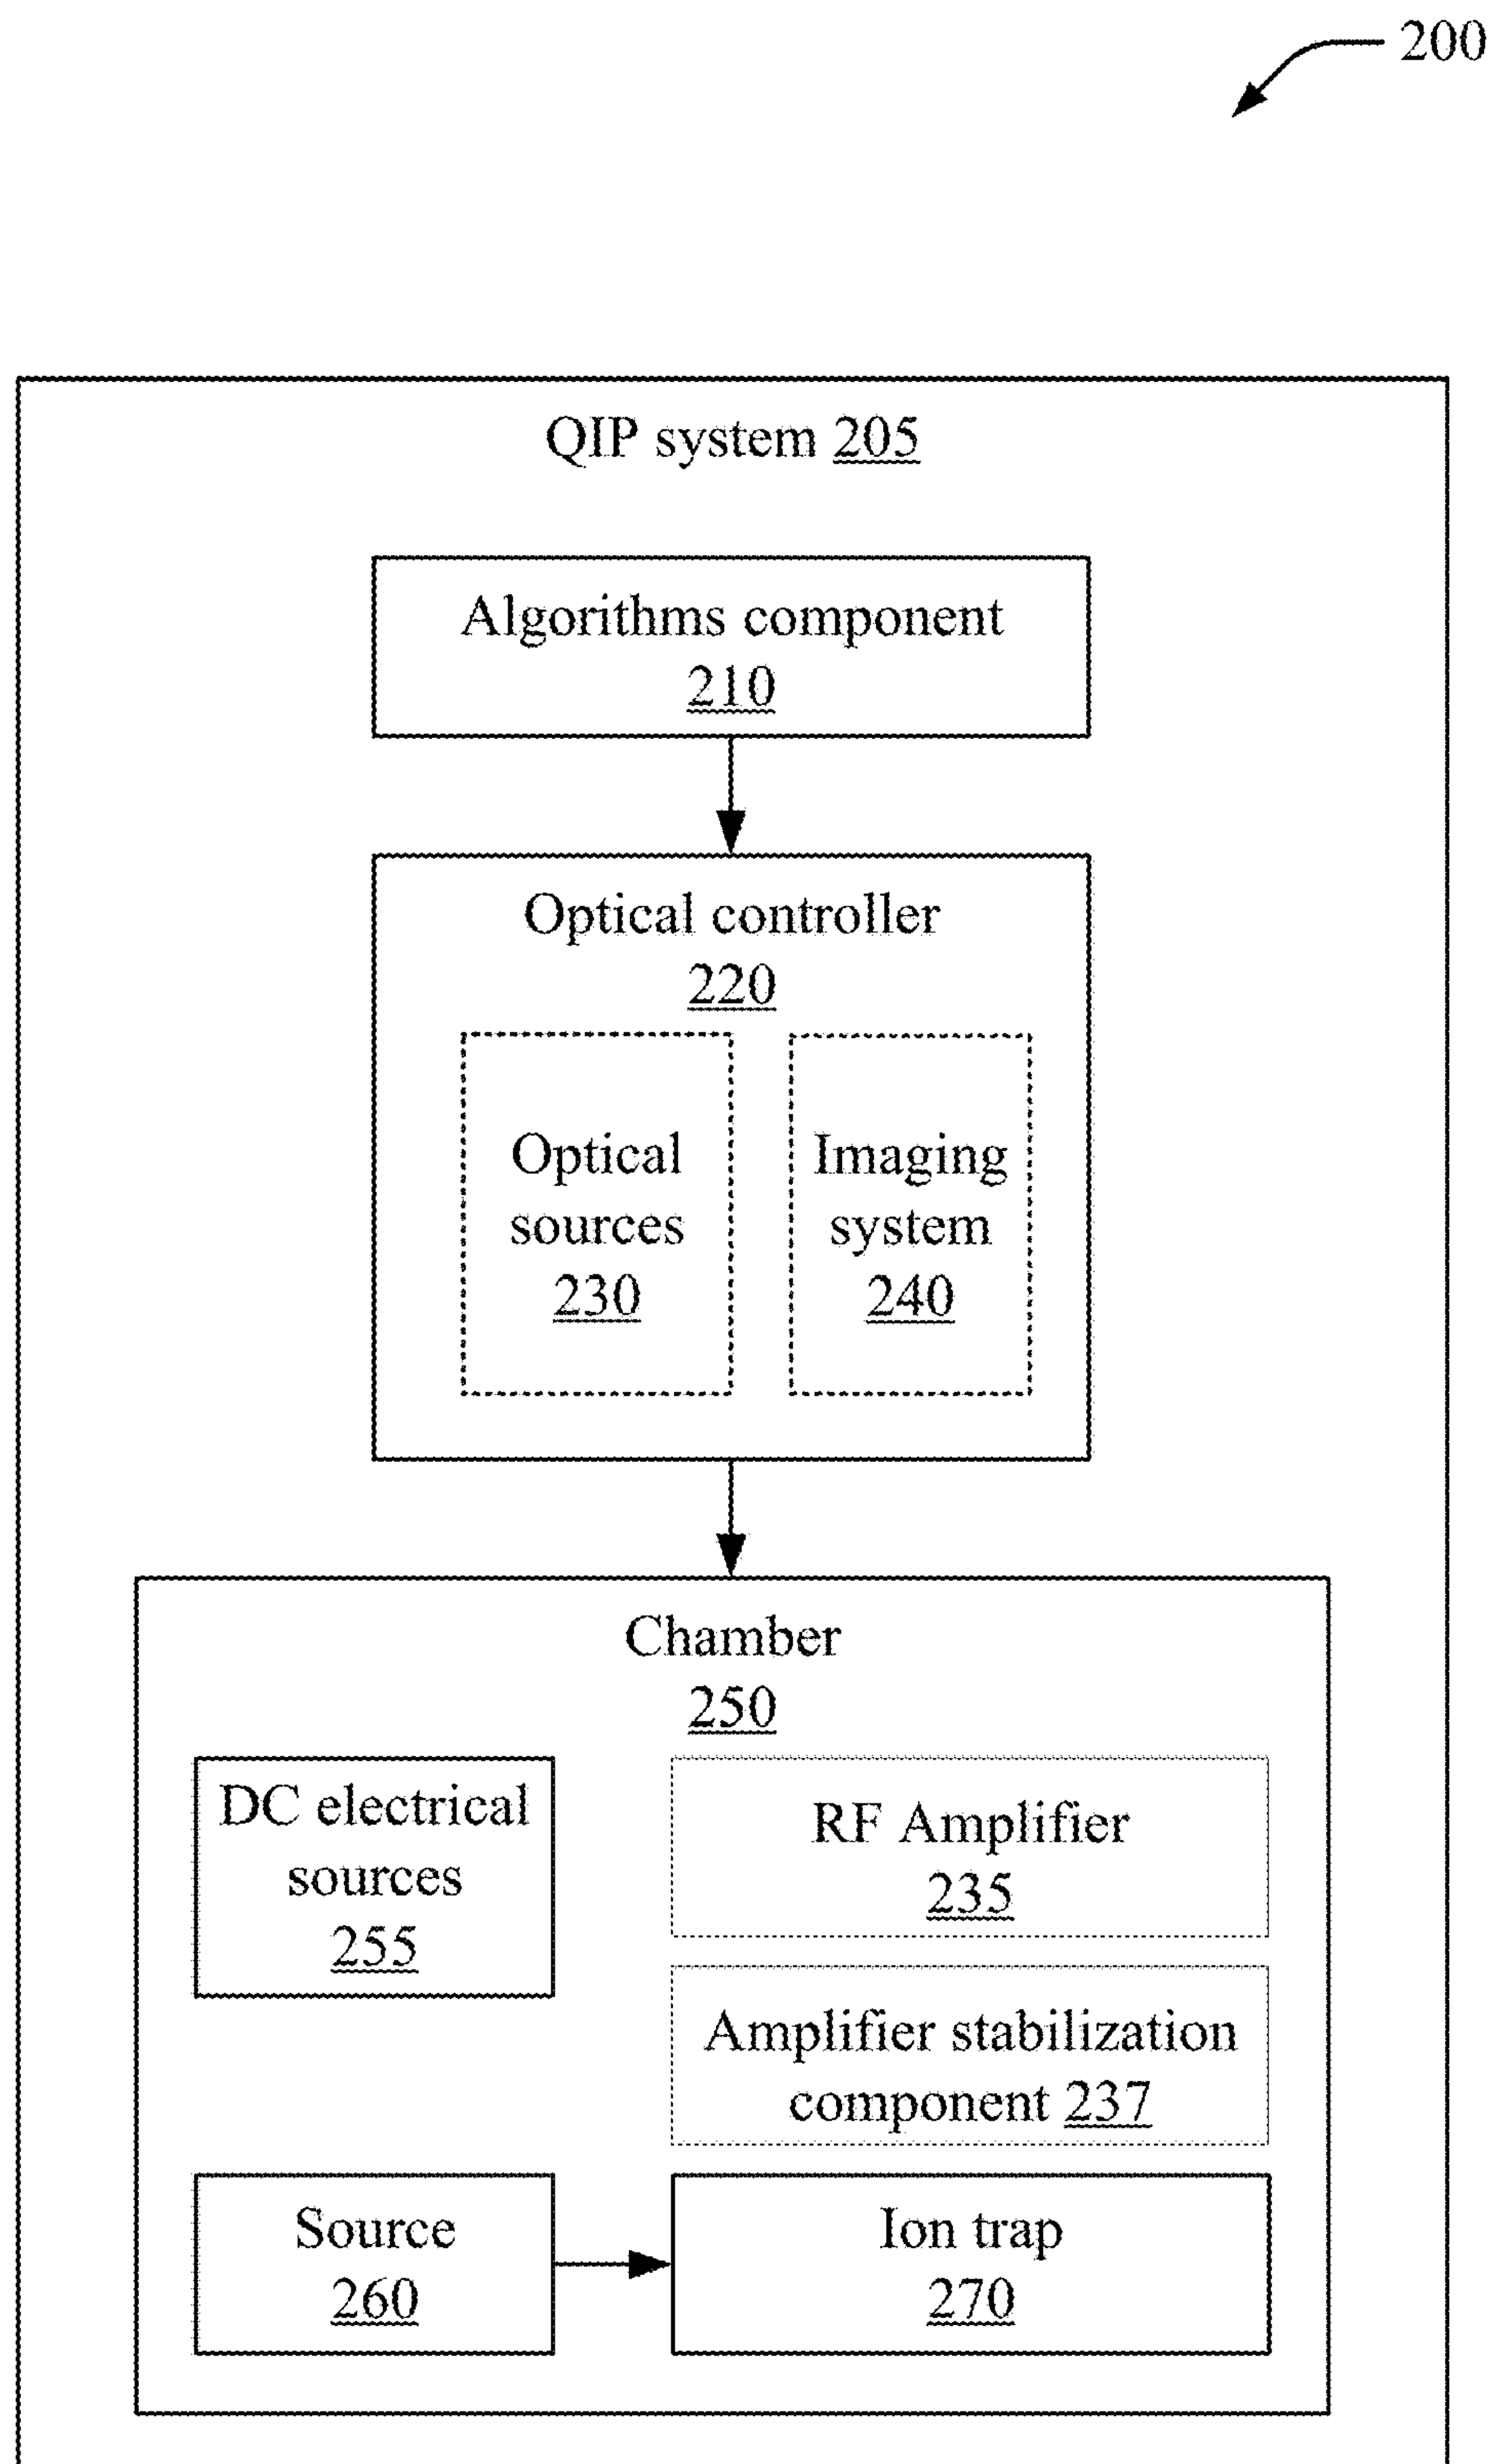 200
QIP system 205
Algorithms component
210
Optical controller
220
Optical
sources
230
Imaging
system
240
Chamber
250
DC electrical
sources
255
RF Amplifier
235
Amplifier stabilization
component 237
Source
260
Ion trap
270